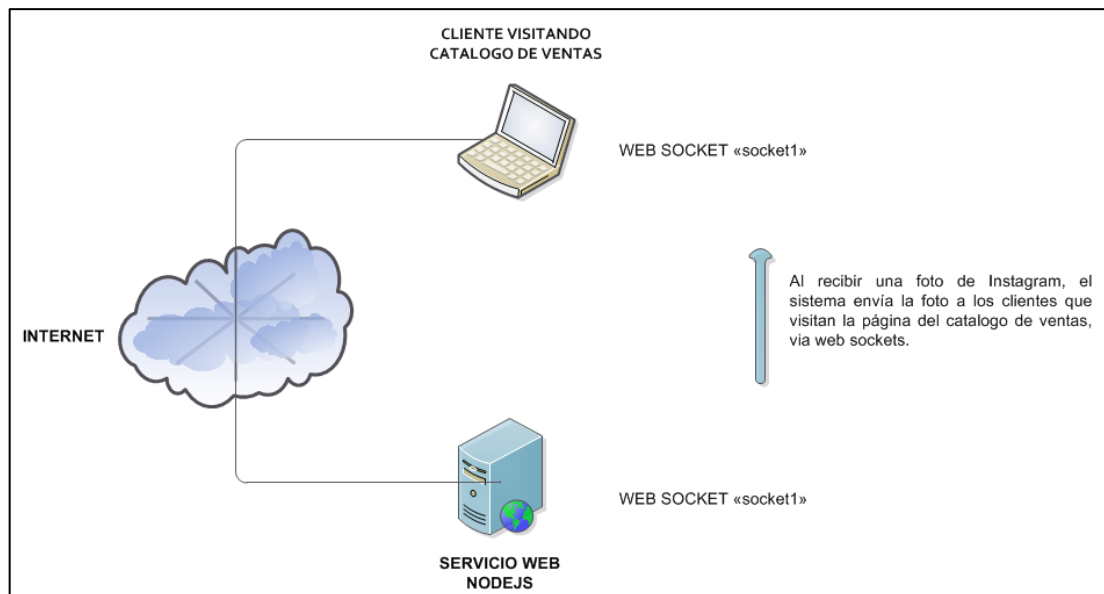 CLIENTE VISITANDO
CATALOGO DE VENTAS
WEB SOCKET «socket1»
Al recibir una foto de Instagram, el
sistema envía la foto a los clientes que
visitan la página del catalogo de ventas,
via web sockets.
INTERNET
WEB SOCKET «socket1»
SERVICIO WEB
NODEJS